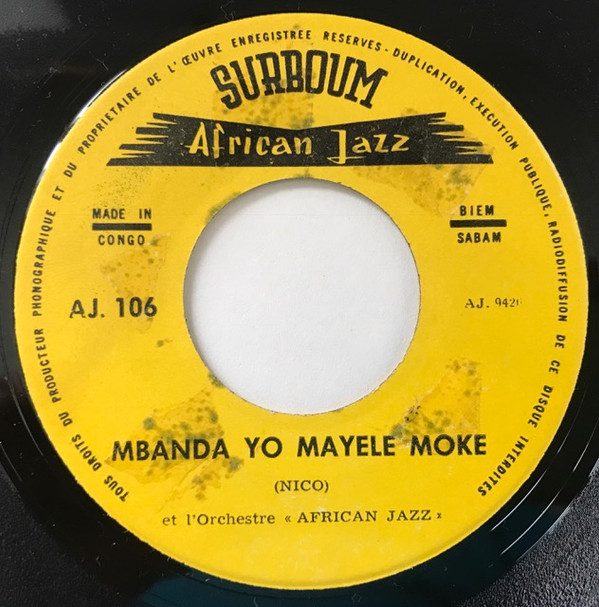 TOUS DROITS DU PRODUCTEUR PHONOGRAPHIQUE ET DU PROPRIETAIRE DE L'ŒUVRE ENREGISTREE RESERVES - DUPLICATION, EXECUTION PUBLIQUE, RADIODIFFUSION DE CE DISQUE INTERDITES
SURBOUM
African Jazz
MADE IN
CONGO
BIEM
SABAM
AJ. 106
AJ.
MBANDA YO MAYELE MOKE
(NICO)
et l'Orchestre « AFRICAN JAZZ »